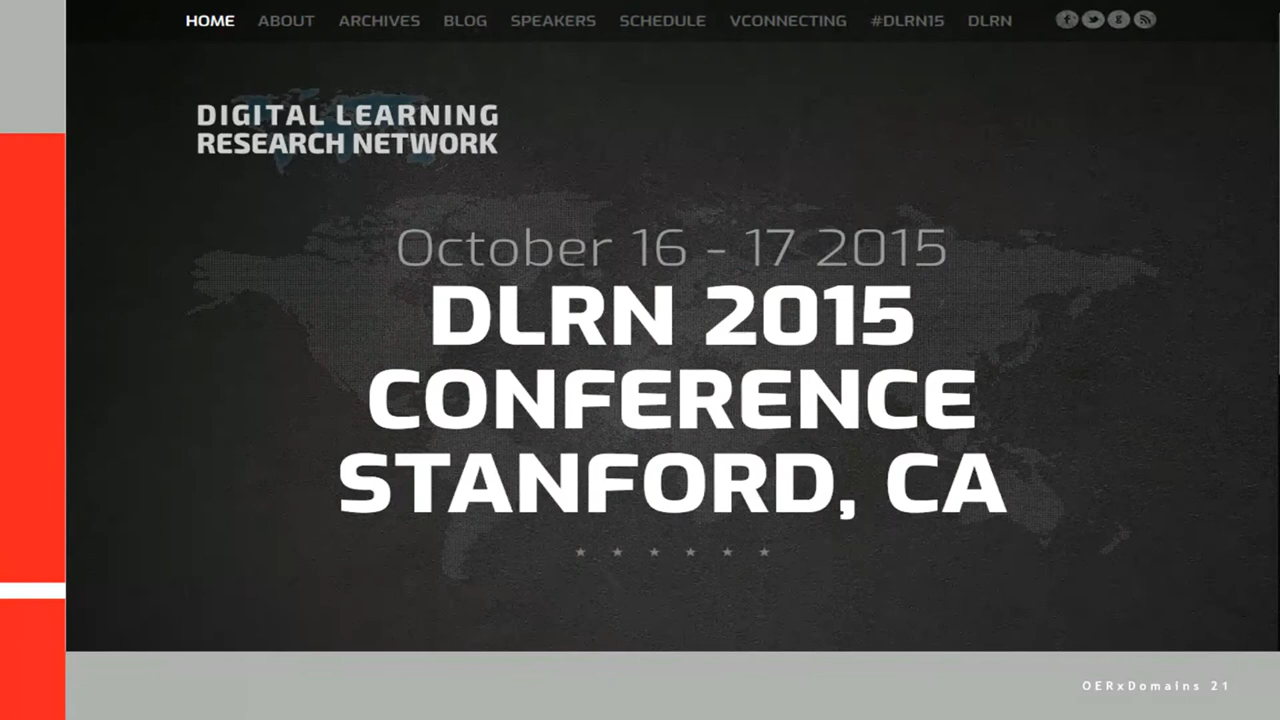 HOME ABOUT ARCHIVES BLOG SPEAKERS SCHEDULE VCONNECTING #DLRN15 DLRN
DIGITAL LEARNING
RESEARCH NETWORK
October 16 - 17 2015
DLRN 2015
CONFERENCE
STANFORD, CA
OERxDomains 21